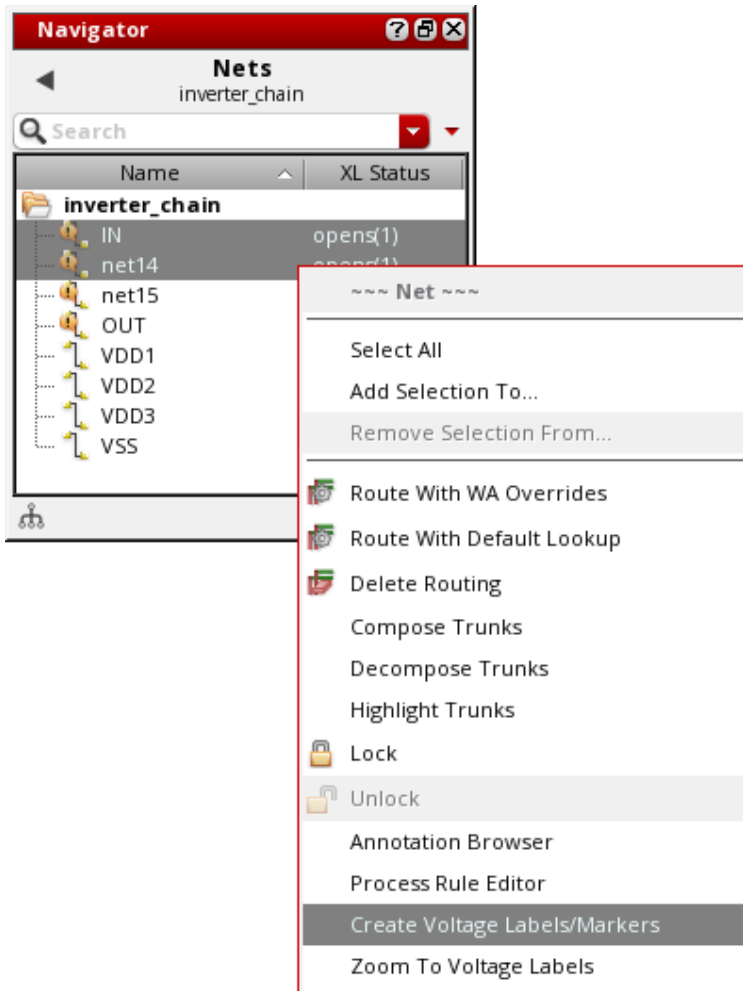 Navigator
Nets
inverter_chain
Search
Name XL Status
inverter_chain
IN opens(1)
net14 opens(1)
net15
OUT
VDD1
VDD2
VDD3
VSS
~~~ Net ~~~
Select All
Add Selection To...
Remove Selection From...
Route With WA Overrides
Route With Default Lookup
Delete Routing
Compose Trunks
Decompose Trunks
Highlight Trunks
Lock
Unlock
Annotation Browser
Process Rule Editor
Create Voltage Labels/Markers
Zoom To Voltage Labels